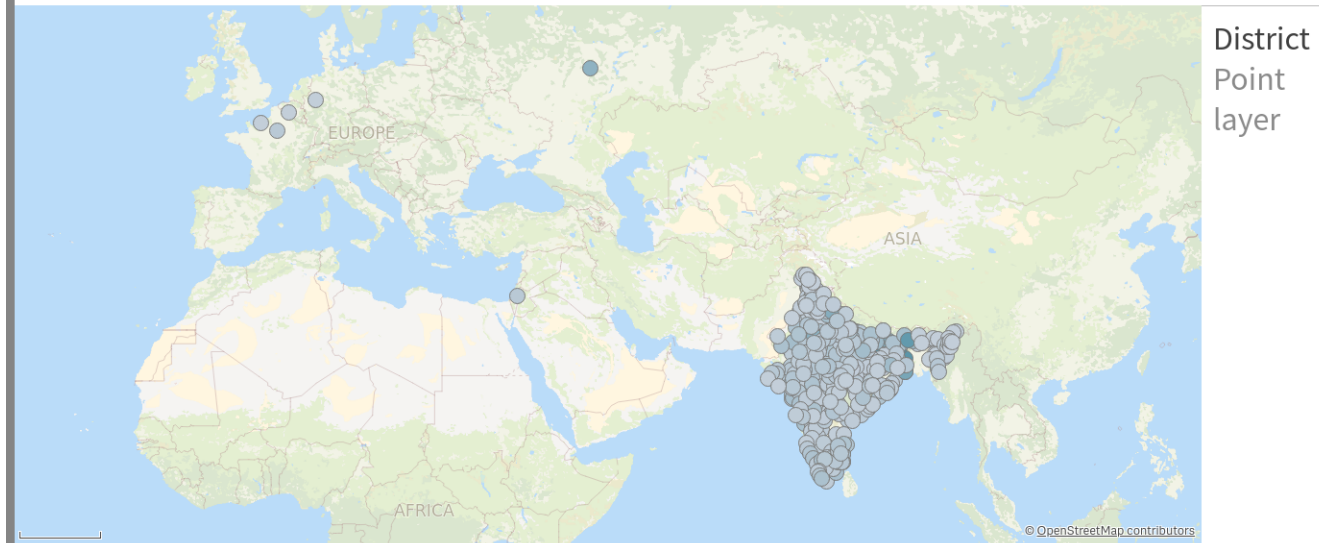 District
Point
layer
EUROPE
ASIA
AFRICA
© OpenStreetMap contributors